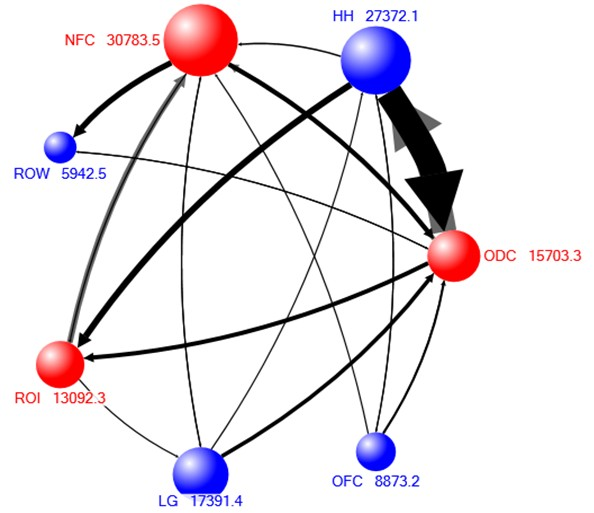 HH 27372.1
NFC 30783.5
ROW 5942.5
ODC 15703.3
ROI 13092.3
OFC 8873.2
LG 17391.4